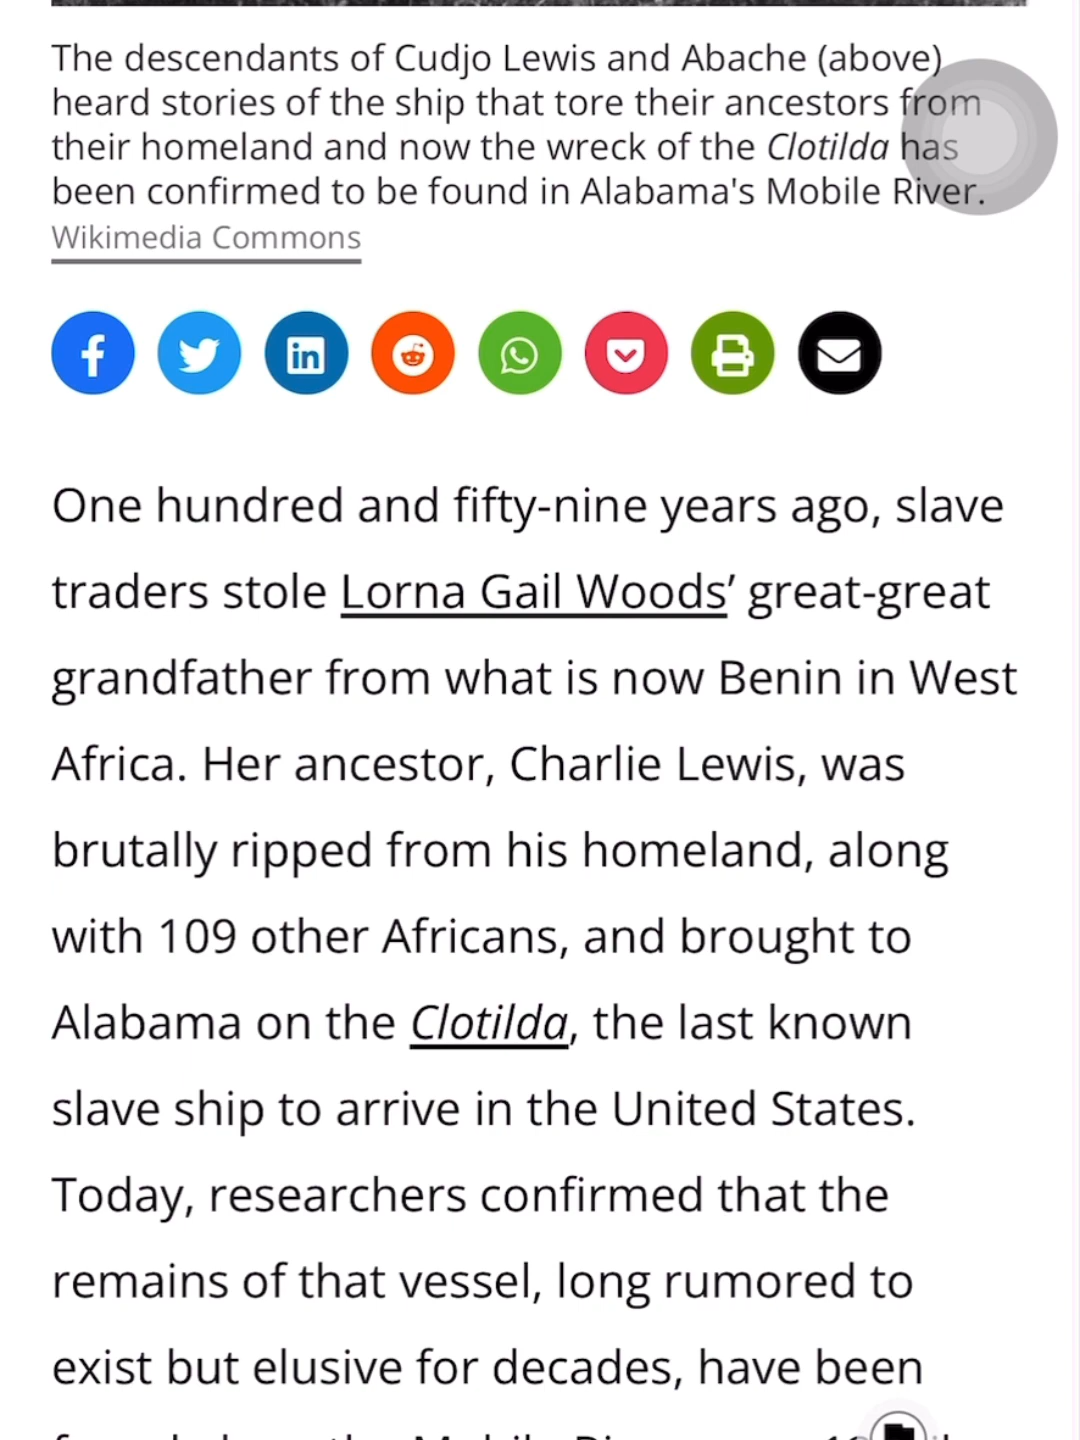 The descendants of Cudjo Lewis and Abache (above)
heard stories of the ship that tore their ancestors from
their homeland and now the wreck of the Clotilda has
been confirmed to be found in Alabama's Mobile River.
Wikimedia Commons
f in
One hundred and fifty-nine years ago, slave
traders stole Lorna Gail Woods’ great-great
grandfather from what is now Benin in West
Africa. Her ancestor, Charlie Lewis, was
brutally ripped from his homeland, along
with 109 other Africans, and brought to
Alabama on the Clotilda, the last known
slave ship to arrive in the United States.
Today, researchers confirmed that the
remains of that vessel, long rumored to
exist but elusive for decades, have been